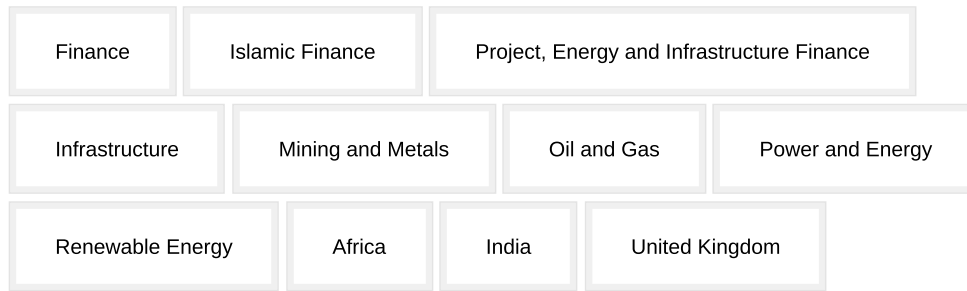 Finance Islamic Finance Project, Energy and Infrastructure Finance
Infrastructure Mining and Metals Oil and Gas Power and Energy
Renewable Energy Africa India United Kingdom